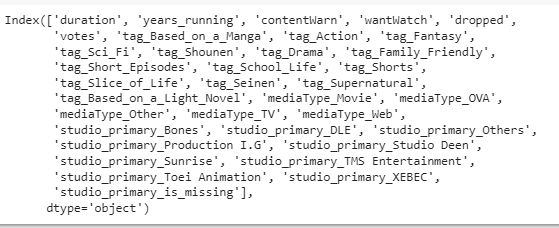 Index(['duration', 'years_running', 'contentWarn', 'wantWatch', 'dropped',
'votes', 'tag_Based_on_a_Manga', 'tag_Action', 'tag_Fantasy',
'tag_Sci_Fi', 'tag_Shounen', 'tag_Drama', 'tag_Family_Friendly',
'tag_Short_Episodes', 'tag_School_Life', 'tag_Shorts',
'tag_Slice_of_Life', 'tag_Seinen', 'tag_Supernatural',
'tag_Based_on_a_Light_Novel', 'mediaType_Movie', 'mediaType_OVA',
'mediaType_Other', 'mediaType_TV', 'mediaType_Web',
'studio_primary_Bones', 'studio_primary_DLE', 'studio_primary_Others',
'studio_primary_Production I.G', 'studio_primary_Studio Deen',
'studio_primary_Sunrise', 'studio_primary_TMS Entertainment',
'studio_primary_Toei Animation', 'studio_primary_XEBEC',
'studio_primary_is_missing'],
dtype='object')